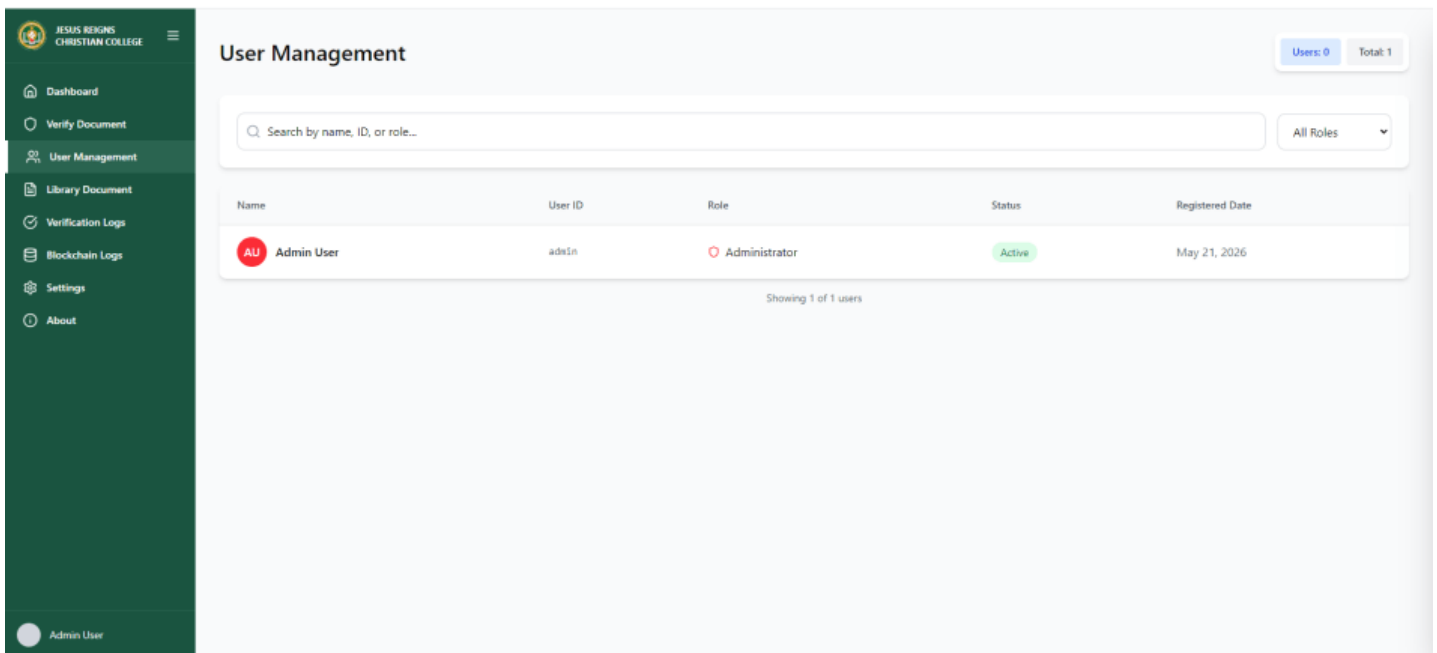 JESUS REIGNS
CHRISTIAN COLLEGE
Dashboard
Verify Document
User Management
Library Document
Verification Logs
Blockchain Logs
Settings
About
Admin User
User Management
Users: 0 Total: 1
Search by name, ID, or role...
All Roles
Name User ID Role Status Registered Date
AU Admin User admin Administrator Active May 21, 2026
Showing 1 of 1 users